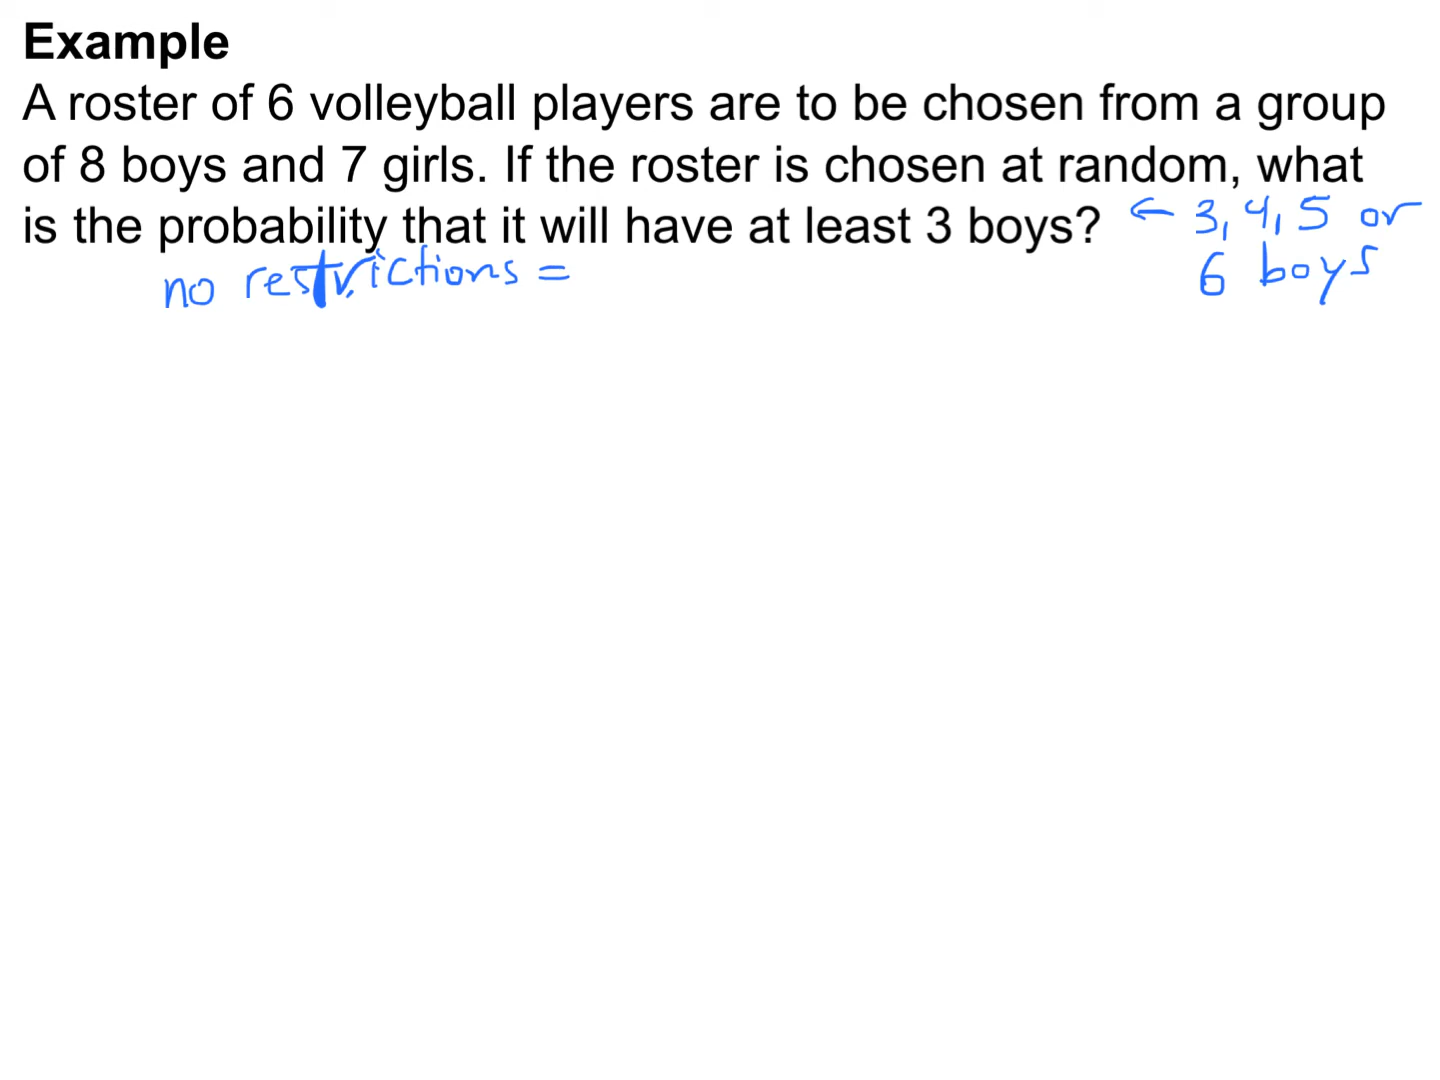 Example
A roster of 6 volleyball players are to be chosen from a group
of 8 boys and 7 girls. If the roster is chosen at random, what
is the probability that it will have at least 3 boys? ← 3, 4, 5 or
6 boys
no restrictions =